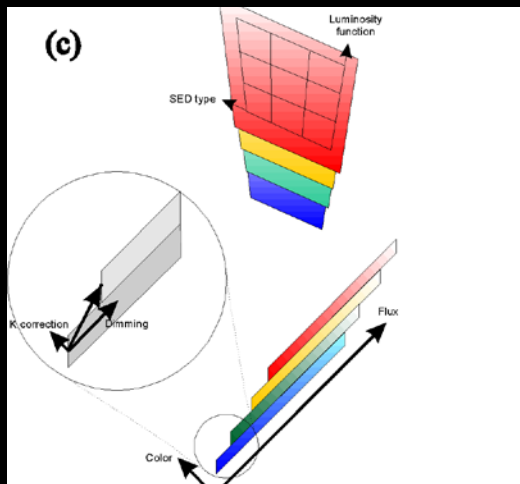 (c)
Luminosity
function
SED type
K correction
Dimming
Flux
Color